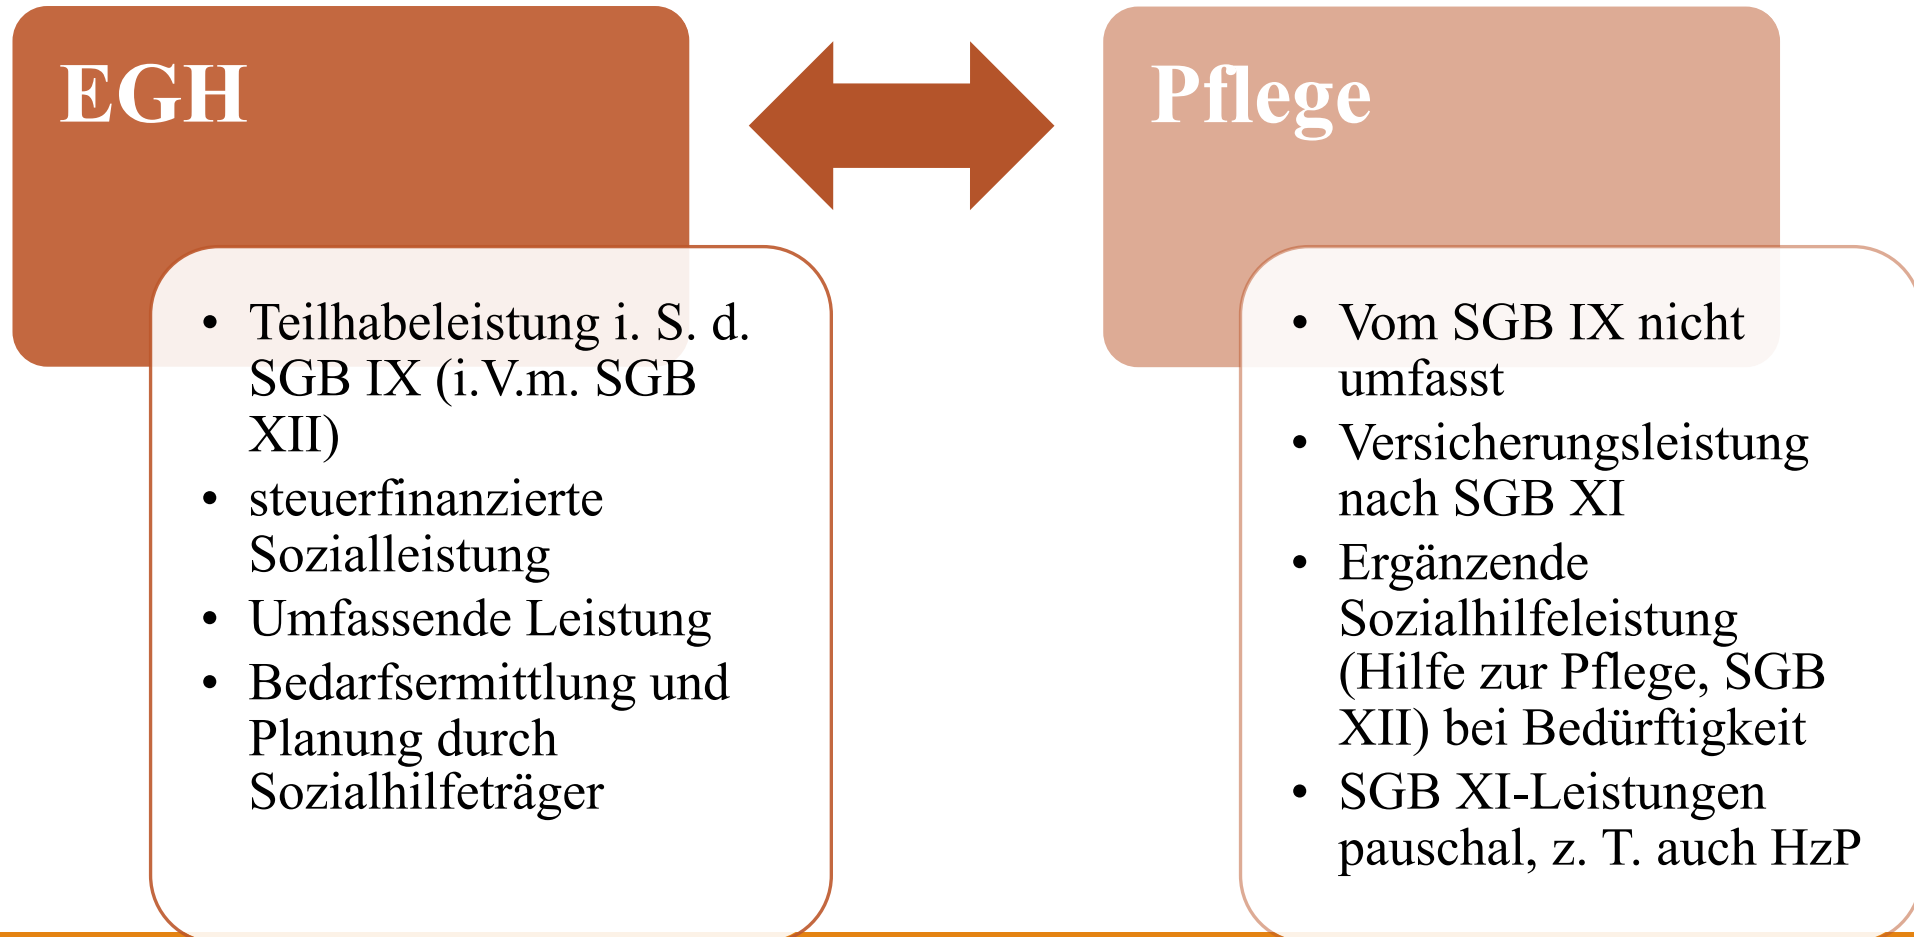 EGH
• Teilhabeleistung i. S. d.
SGB IX (i.V.m. SGB
XII)
• steuerfinanzierte
Sozialleistung
• Umfassende Leistung
• Bedarfsermittlung und
Planung durch
Sozialhilfeträger
Pflege
• Vom SGB IX nicht
umfasst
• Versicherungsleistung
nach SGB XI
• Ergänzende
Sozialhilfeleistung
(Hilfe zur Pflege, SGB
XII) bei Bedürftigkeit
• SGB XI-Leistungen
pauschal, z. T. auch HzP